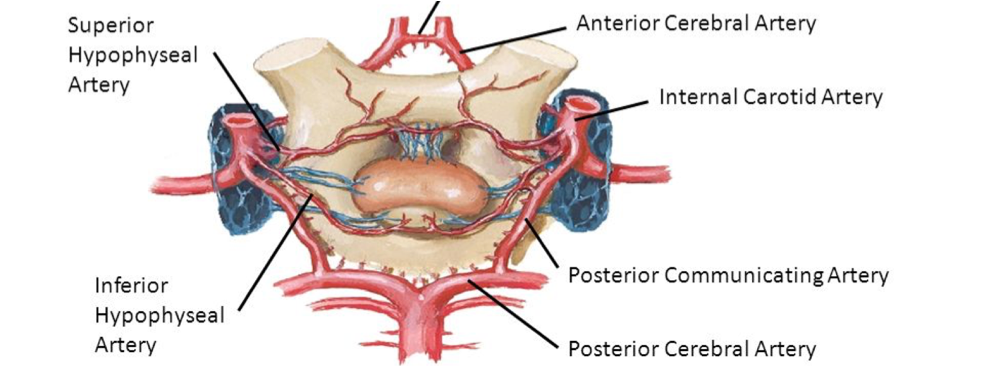 Superior
Hypophyseal
Artery
Anterior Cerebral Artery
Internal Carotid Artery
Inferior
Hypophyseal
Artery
Posterior Communicating Artery
Posterior Cerebral Artery